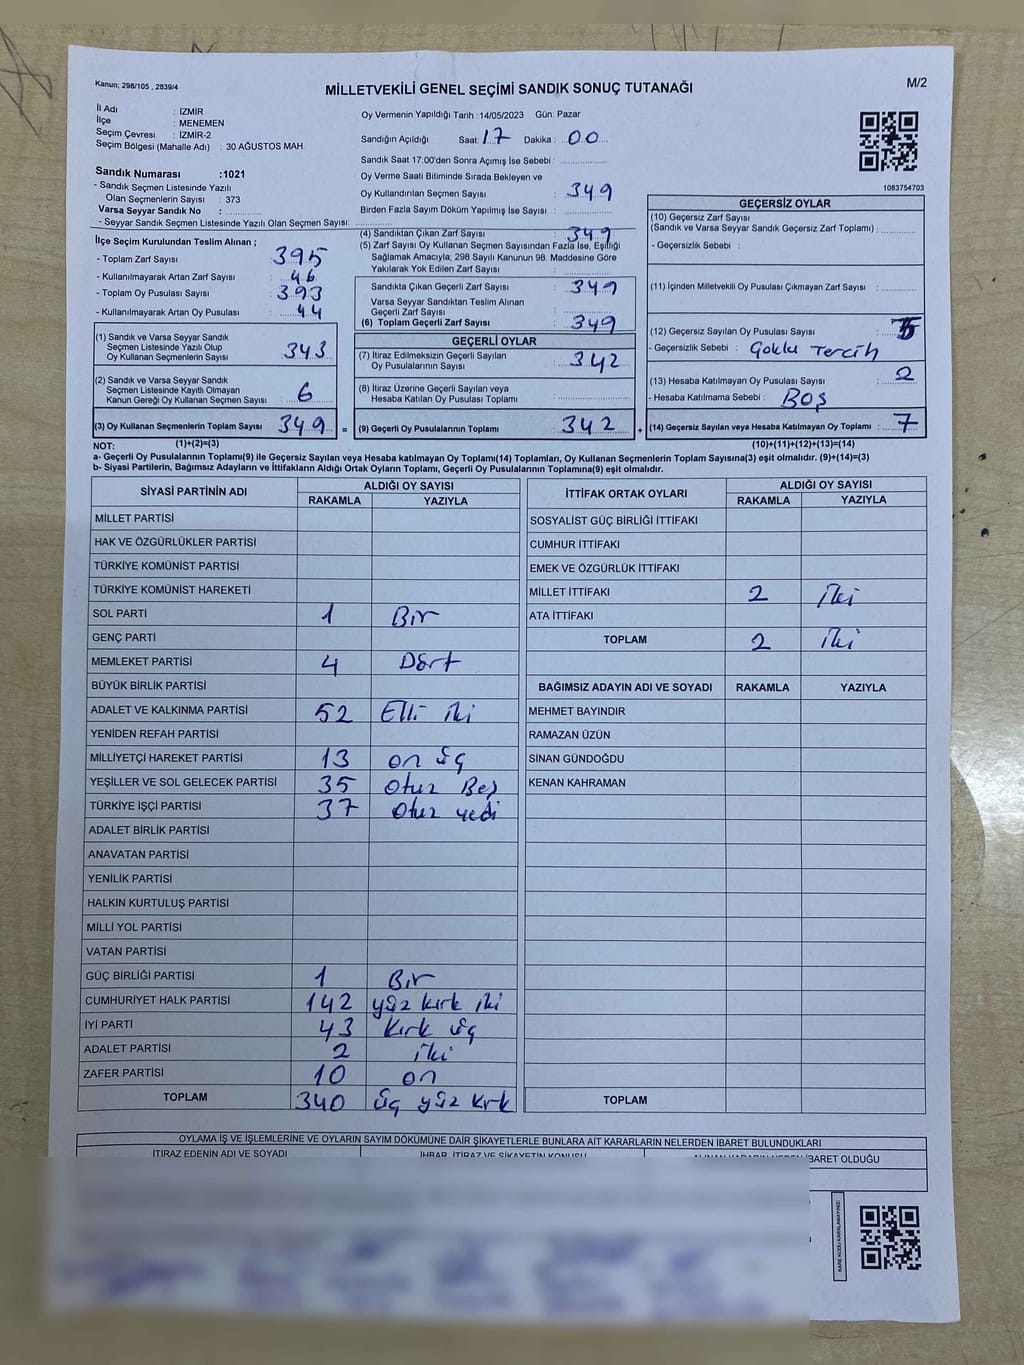 Kanun: 298/105 , 2839/4
MİLLETVEKİLİ GENEL SEÇİMİ SANDIK SONUÇ TUTANAĞI
M/2
İl Adı : İZMİR
İlçe : MENEMEN
Seçim Çevresi : İZMİR-2
Seçim Bölgesi (Mahalle Adı) : 30 AĞUSTOS MAH.
Sandık Numarası :1021
- Sandık Seçmen Listesinde Yazılı
Olan Seçmenlerin Sayısı : 373
Varsa Seyyar Sandık No :
- Seyyar Sandık Seçmen Listesinde Yazılı Olan Seçmen Sayısı:
Oy Vermenin Yapıldığı Tarih :14/05/2023 Gün: Pazar
Sandığın Açıldığı Saat: 17 Dakika : 00
Sandık Saat 17:00'den Sonra Açılmış İse Sebebi :
Oy Verme Saati Bitiminde Sırada Bekleyen ve
Oy Kullandırılan Seçmen Sayısı : 349
Birden Fazla Sayım Döküm Yapılmış İse Sayısı :
1083754703
İlçe Seçim Kurulundan Teslim Alınan ;
- Toplam Zarf Sayısı : 395
- Kullanılmayarak Artan Zarf Sayısı : 46
- Toplam Oy Pusulası Sayısı : 393
- Kullanılmayarak Artan Oy Pusulası : 44
(1) Sandık ve Varsa Seyyar Sandık
Seçmen Listesinde Yazılı Olup
Oy Kullanan Seçmenlerin Sayısı : 343
(2) Sandık ve Varsa Seyyar Sandık
Seçmen Listesinde Kayıtlı Olmayan
Kanun Gereği Oy Kullanan Seçmen Sayısı : 6
(3) Oy Kullanan Seçmenlerin Toplam Sayısı : 349 =
(4) Sandıktan Çıkan Zarf Sayısı : 349
(5) Zarf Sayısı Oy Kullanan Seçmen Sayısından Fazla İse, Eşitliği
Sağlamak Amacıyla, 298 Sayılı Kanunun 98. Maddesine Göre
Yakılarak Yok Edilen Zarf Sayısı :
Sandıkta Çıkan Geçerli Zarf Sayısı : 349
Varsa Seyyar Sandıktan Teslim Alınan
Geçerli Zarf Sayısı :
(6) Toplam Geçerli Zarf Sayısı : 349
GEÇERLİ OYLAR
(7) İtiraz Edilmeksizin Geçerli Sayılan
Oy Pusulalarının Sayısı : 342
(8) İtiraz Üzerine Geçerli Sayılan veya
Hesaba Katılan Oy Pusulası Toplamı :
(9) Geçerli Oy Pusulalarının Toplamı : 342 +
GEÇERSİZ OYLAR
(10) Geçersiz Zarf Sayısı
(Sandık ve Varsa Seyyar Sandık Geçersiz Zarf Toplamı) :
- Geçersizlik Sebebi :
(11) İçinden Milletvekili Oy Pusulası Çıkmayan Zarf Sayısı :
(12) Geçersiz Sayılan Oy Pusulası Sayısı : 5
- Geçersizlik Sebebi : Çoklu Tercih
(13) Hesaba Katılmayan Oy Pusulası Sayısı : 2
- Hesaba Katılmama Sebebi : Boş
(14) Geçersiz Sayılan veya Hesaba Katılmayan Oy Toplamı : 7
NOT: (1)+(2)=(3) (10)+(11)+(12)+(13)=(14)
a- Geçerli Oy Pusulalarının Toplamı(9) ile Geçersiz Sayılan veya Hesaba Katılmayan Oy Toplamı(14) Toplamları, Oy Kullanan Seçmenlerin Toplam Sayısına(3) eşit olmalıdır. (9)+(14)=(3)
b- Siyasi Partilerin, Bağımsız Adayların ve İttifakların Aldığı Ortak Oyların Toplamı, Geçerli Oy Pusulalarının Toplamına(9) eşit olmalıdır.
SİYASİ PARTİNİN ADI ALDIĞI OY SAYISI
RAKAMLA YAZIYLA
MİLLET PARTİSİ
HAK VE ÖZGÜRLÜKLER PARTİSİ
TÜRKİYE KOMÜNİST PARTİSİ
TÜRKİYE KOMÜNİST HAREKETİ
SOL PARTİ 1 Bir
GENÇ PARTİ
MEMLEKET PARTİSİ 4 Dört
BÜYÜK BİRLİK PARTİSİ
ADALET VE KALKINMA PARTİSİ 52 Elli iki
YENİDEN REFAH PARTİSİ
MİLLİYETÇİ HAREKET PARTİSİ 13 on üç
YEŞİLLER VE SOL GELECEK PARTİSİ 35 otuz Beş
TÜRKİYE İŞÇİ PARTİSİ 37 otuz yedi
ADALET BİRLİK PARTİSİ
ANAVATAN PARTİSİ
YENİLİK PARTİSİ
HALKIN KURTULUŞ PARTİSİ
MİLLİ YOL PARTİSİ
VATAN PARTİSİ
GÜÇ BİRLİĞİ PARTİSİ 1 Bir
CUMHURİYET HALK PARTİSİ 142 yüz kırk iki
İYİ PARTİ 43 Kırk üç
ADALET PARTİSİ 2 iki
ZAFER PARTİSİ 10 on
TOPLAM 340 üç yüz kırk
İTTİFAK ORTAK OYLARI ALDIĞI OY SAYISI
RAKAMLA YAZIYLA
SOSYALİST GÜÇ BİRLİĞİ İTTİFAKI
CUMHUR İTTİFAKI
EMEK VE ÖZGÜRLÜK İTTİFAKI
MİLLET İTTİFAKI 2 İki
ATA İTTİFAKI
TOPLAM 2 İki
BAĞIMSIZ ADAYIN ADI VE SOYADI RAKAMLA YAZIYLA
MEHMET BAYINDIR
RAMAZAN ÜZÜN
SİNAN GÜNDOĞDU
KENAN KAHRAMAN
TOPLAM
OYLAMA İŞ VE İŞLEMLERİNE VE OYLARIN SAYIM DÖKÜMÜNE DAİR ŞİKAYETLERLE BUNLARA AİT KARARLARIN NELERDEN İBARET BULUNDUKLARI
İTİRAZ EDENİN ADI VE SOYADI İHBAR, İTİRAZ VE ŞİKAYETİN KONUSU ALINAN KARARIN NEDEN İBARET OLDUĞU
KARE KODU KARALAMAYINIZ!